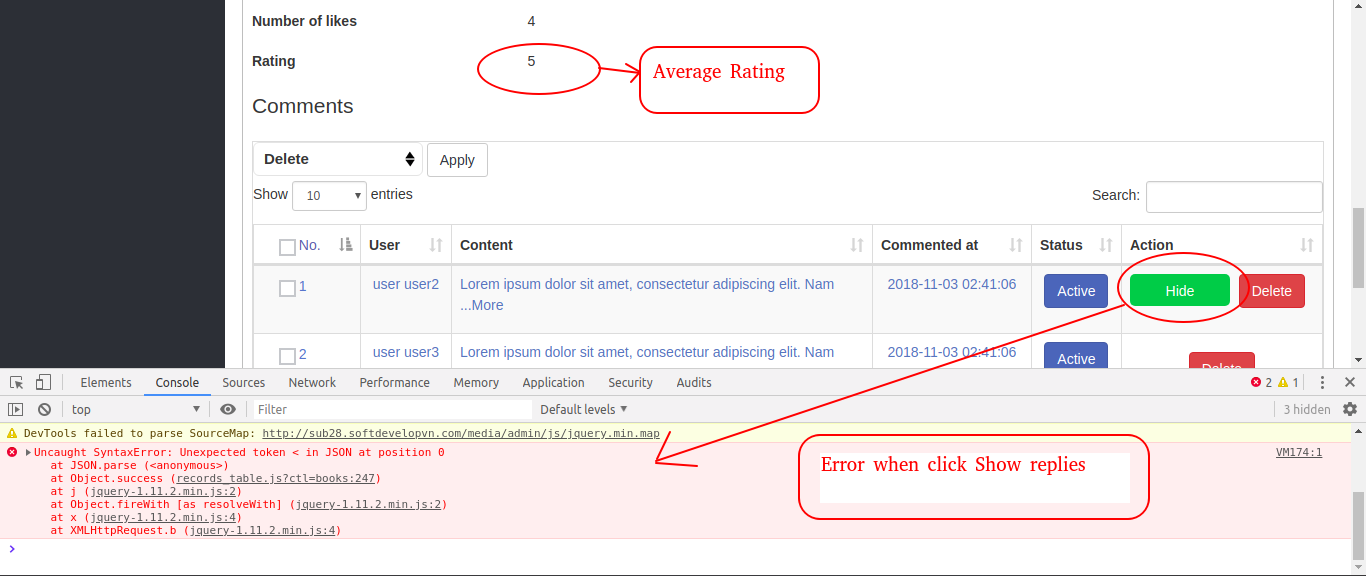 Number of likes 4
Rating 5
Average Rating
Comments
Delete Apply
Show 10 entries Search:
No. User Content Commented at Status Action
1 user user2 Lorem ipsum dolor sit amet, consectetur adipiscing elit. Nam 2018-11-03 02:41:06 Active Hide Delete
...More
2 user user3 Lorem ipsum dolor sit amet, consectetur adipiscing elit. Nam 2018-11-03 02:41:06 Active Delete
Elements Console Sources Network Performance Memory Application Security Audits 2 1
top Filter Default levels 3 hidden
DevTools failed to parse SourceMap: http://sub28.softdevelopvn.com/media/admin/js/jquery.min.map
Uncaught SyntaxError: Unexpected token < in JSON at position 0 VM174:1
at JSON.parse (<anonymous>)
at Object.success (records_table.js?ctl=books:247)
at j (jquery-1.11.2.min.js:2)
at Object.fireWith [as resolveWith] (jquery-1.11.2.min.js:2)
at x (jquery-1.11.2.min.js:4)
at XMLHttpRequest.b (jquery-1.11.2.min.js:4)
Error when click Show replies